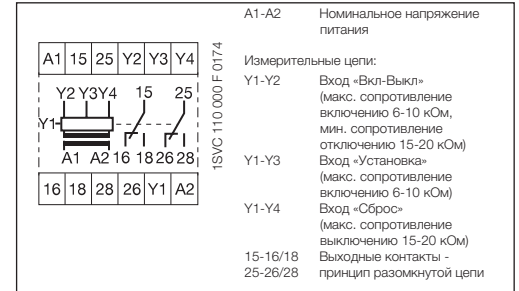 A1 15 25 Y2 Y3 Y4
Y2 Y3 Y4 15 25
Y1
A1 A2 16 18 26 28
16 18 28 26 Y1 A2
1SVC 110 000 F 0174
A1-A2 Номинальное напряжение
питания
Измерительные цепи:
Y1-Y2 Вход «Вкл-Выкл»
(макс. сопротивление
включению 6-10 кОм,
мин. сопротивление
отключению 15-20 кОм)
Y1-Y3 Вход «Установка»
(макс. сопротивление
включению 6-10 кОм)
Y1-Y4 Вход «Сброс»
(макс. сопротивление
выключению 15-20 кОм)
15-16/18 Выходные контакты -
25-26/28 принцип разомкнутой цепи